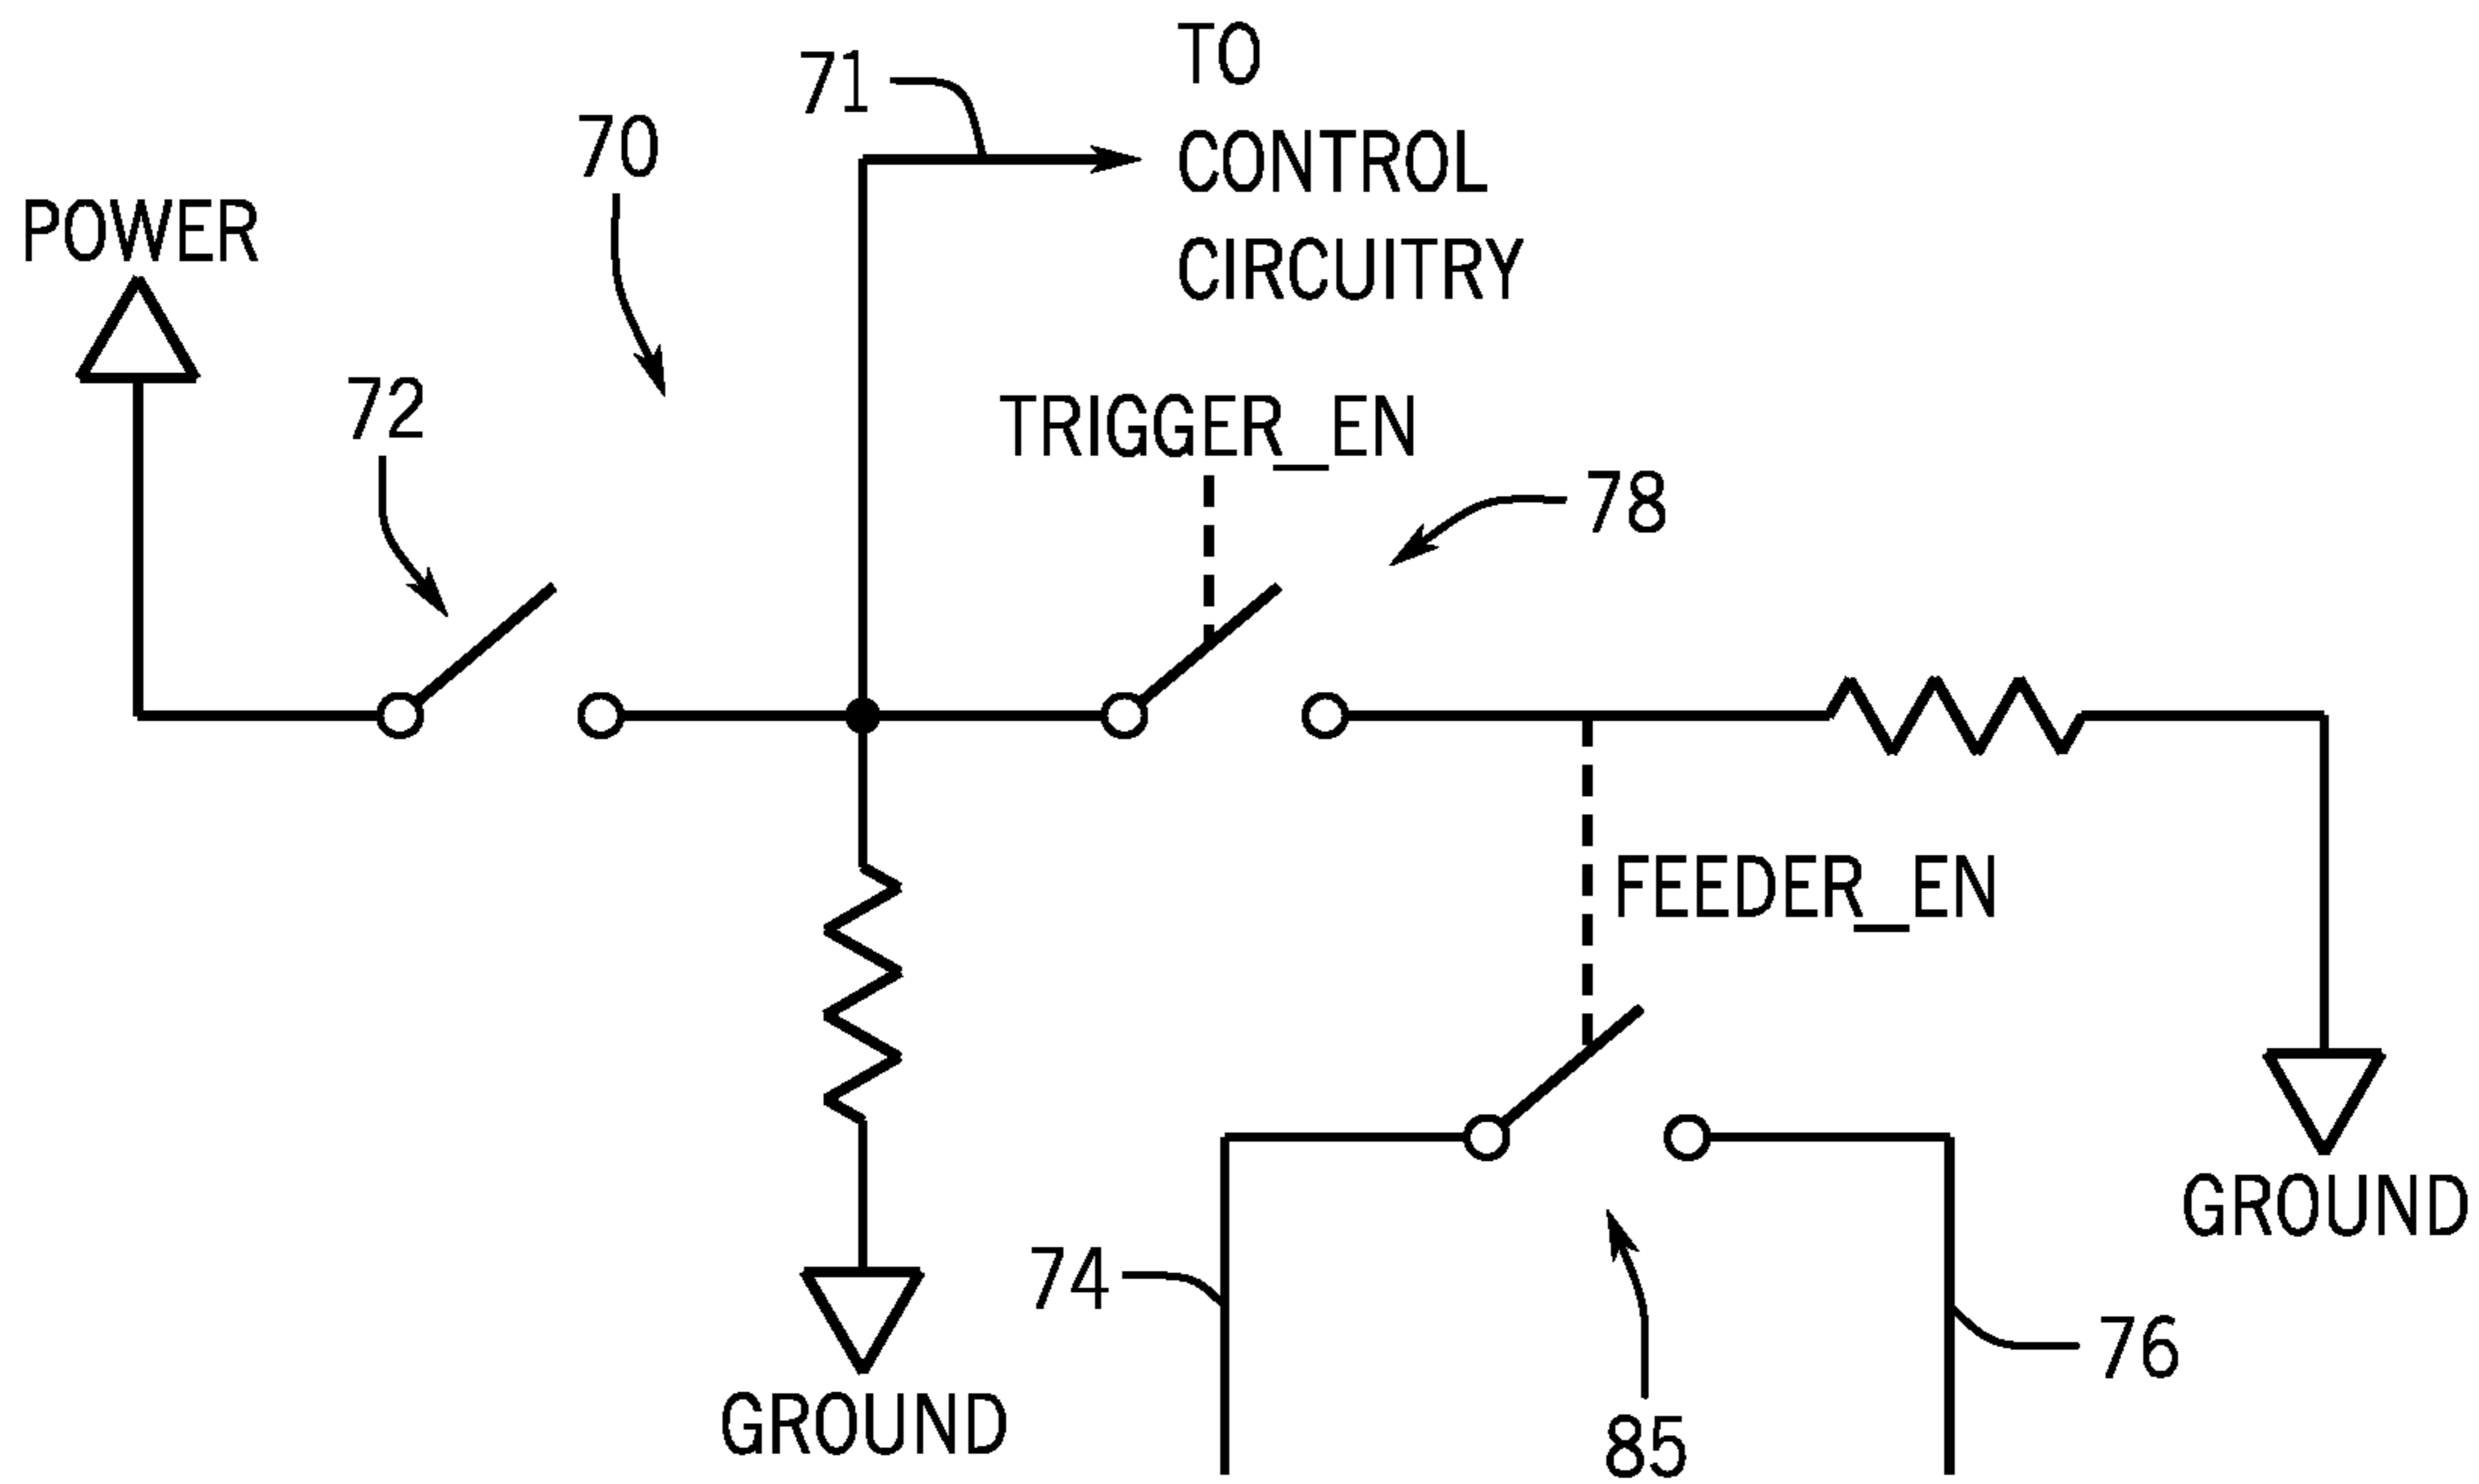 71
TO
CONTROL
CIRCUITRY
70
POWER
72
TRIGGER_EN
78
FEEDER_EN
GROUND
74
76
GROUND
85